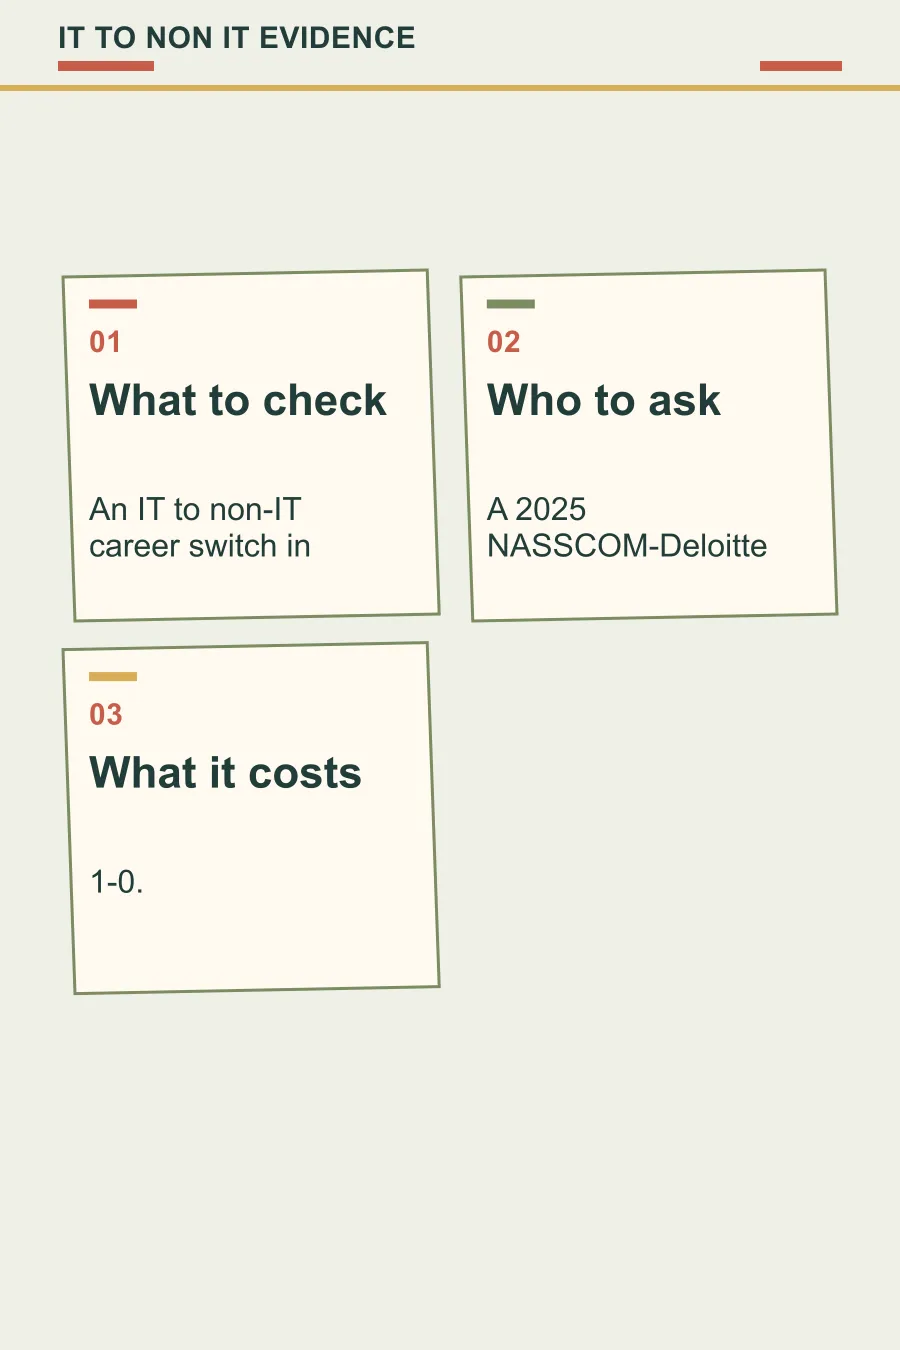 IT TO NON IT EVIDENCE
01
What to check
An IT to non-IT
career switch in
02
Who to ask
A 2025
NASSCOM-Deloitte
03
What it costs
1-0.